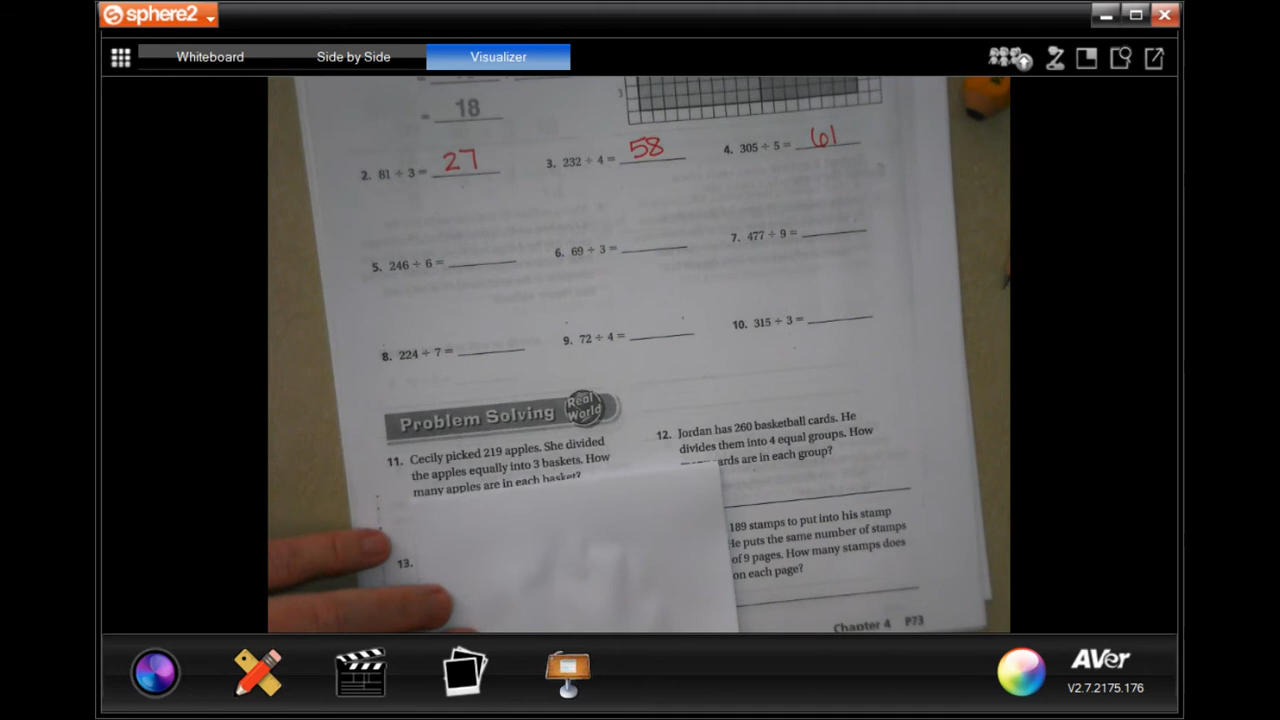 sphere2
Whiteboard
Side by Side
Visualizer
3
= 18
2. 81 ÷ 3 = 27
3. 232 ÷ 4 = 58
4. 305 ÷ 5 = 61
5. 246 ÷ 6 =
6. 69 ÷ 3 =
7. 477 ÷ 9 =
8. 224 ÷ 7 =
9. 72 ÷ 4 =
10. 315 ÷ 3 =
Problem Solving Real World
11. Cecily picked 219 apples. She divided
the apples equally into 3 baskets. How
many apples are in each basket?
12. Jordan has 260 basketball cards. He
divides them into 4 equal groups. How
ards are in each group?
13.
189 stamps to put into his stamp
He puts the same number of stamps
of 9 pages. How many stamps does
on each page?
Chapter 4 P73
AVer
V2.7.2175.176